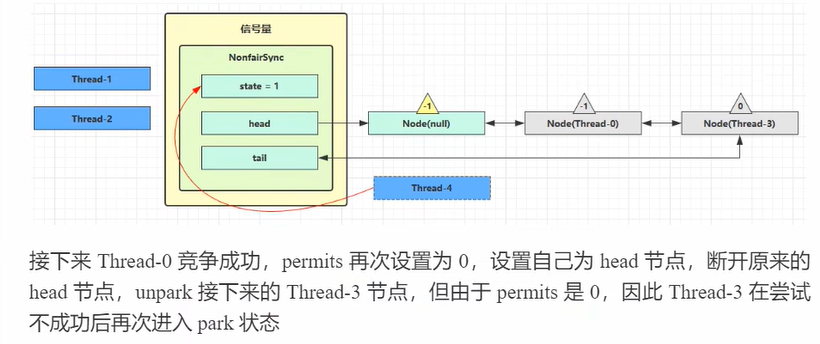 信号量
NonfairSync
Thread-1
state = 1
-1
-1
0
Thread-2
head
Node(null)
Node(Thread-0)
Node(Thread-3)
tail
Thread-4
接下来 Thread-0 竞争成功，permits 再次设置为 0，设置自己为 head 节点，断开原来的
head 节点，unpark 接下来的 Thread-3 节点，但由于 permits 是 0，因此 Thread-3 在尝试
不成功后再次进入 park 状态